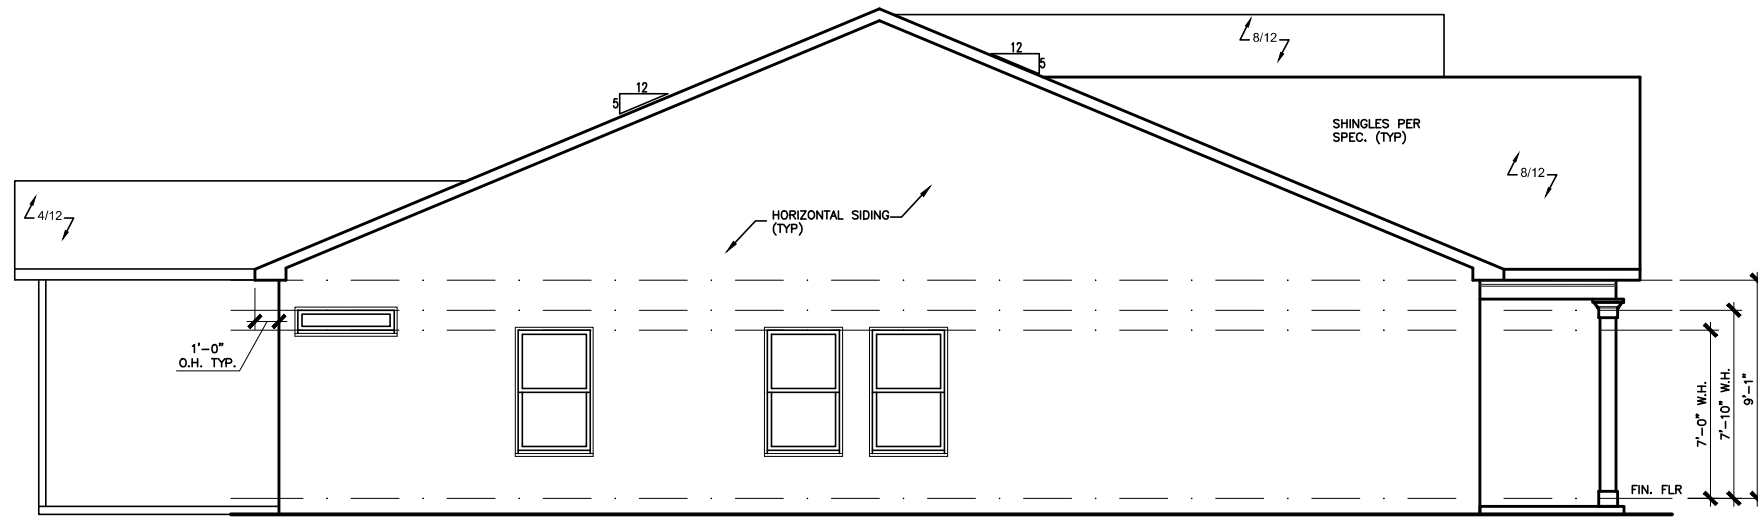 8/12
12
5
12
5
SHINGLES PER
SPEC. (TYP)
8/12
4/12
HORIZONTAL SIDING
(TYP)
1'-0"
O.H. TYP.
7'-0" W.H.
7'-10" W.H.
9'-1"
FIN. FLR